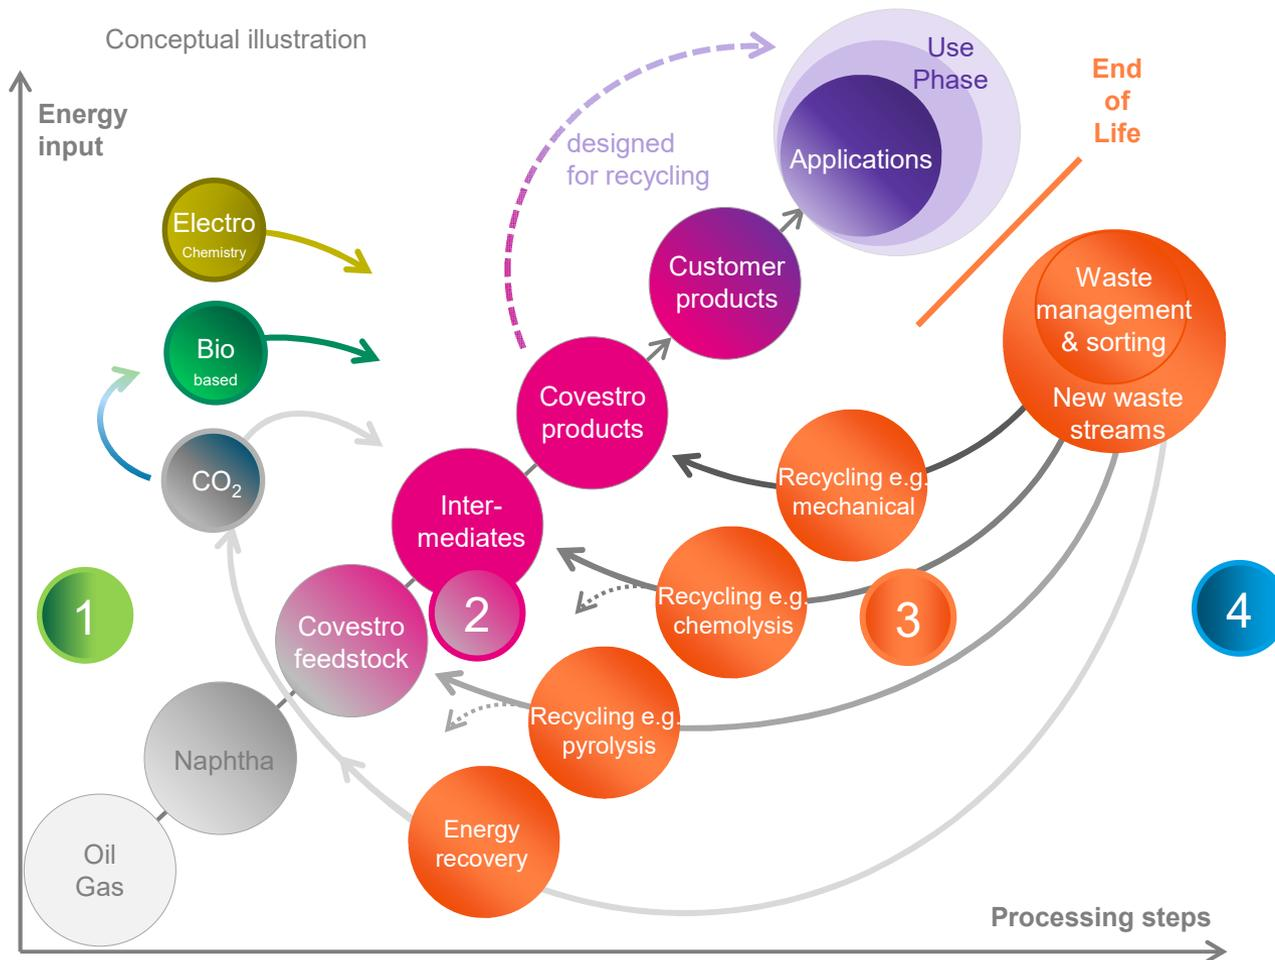 Conceptual illustration
Energy
input
Use
Phase
End
of
Life
designed
for recycling
Applications
Electro
Chemistry
Customer
products
Waste
management
& sorting
New waste
streams
Bio
based
Covestro
products
CO₂
Inter-
mediates
Recycling e.g.
mechanical
1
2
Recycling e.g.
chemolysis
3
4
Covestro
feedstock
Recycling e.g.
pyrolysis
Naphtha
Energy
recovery
Oil
Gas
Processing steps